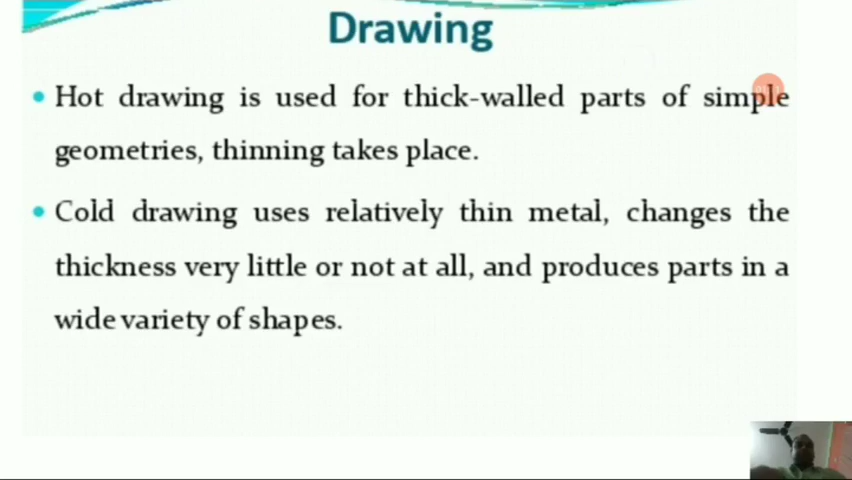 Drawing
Hot drawing is used for thick-walled parts of simple
geometries, thinning takes place.
Cold drawing uses relatively thin metal, changes the
thickness very little or not at all, and produces parts in a
wide variety of shapes.